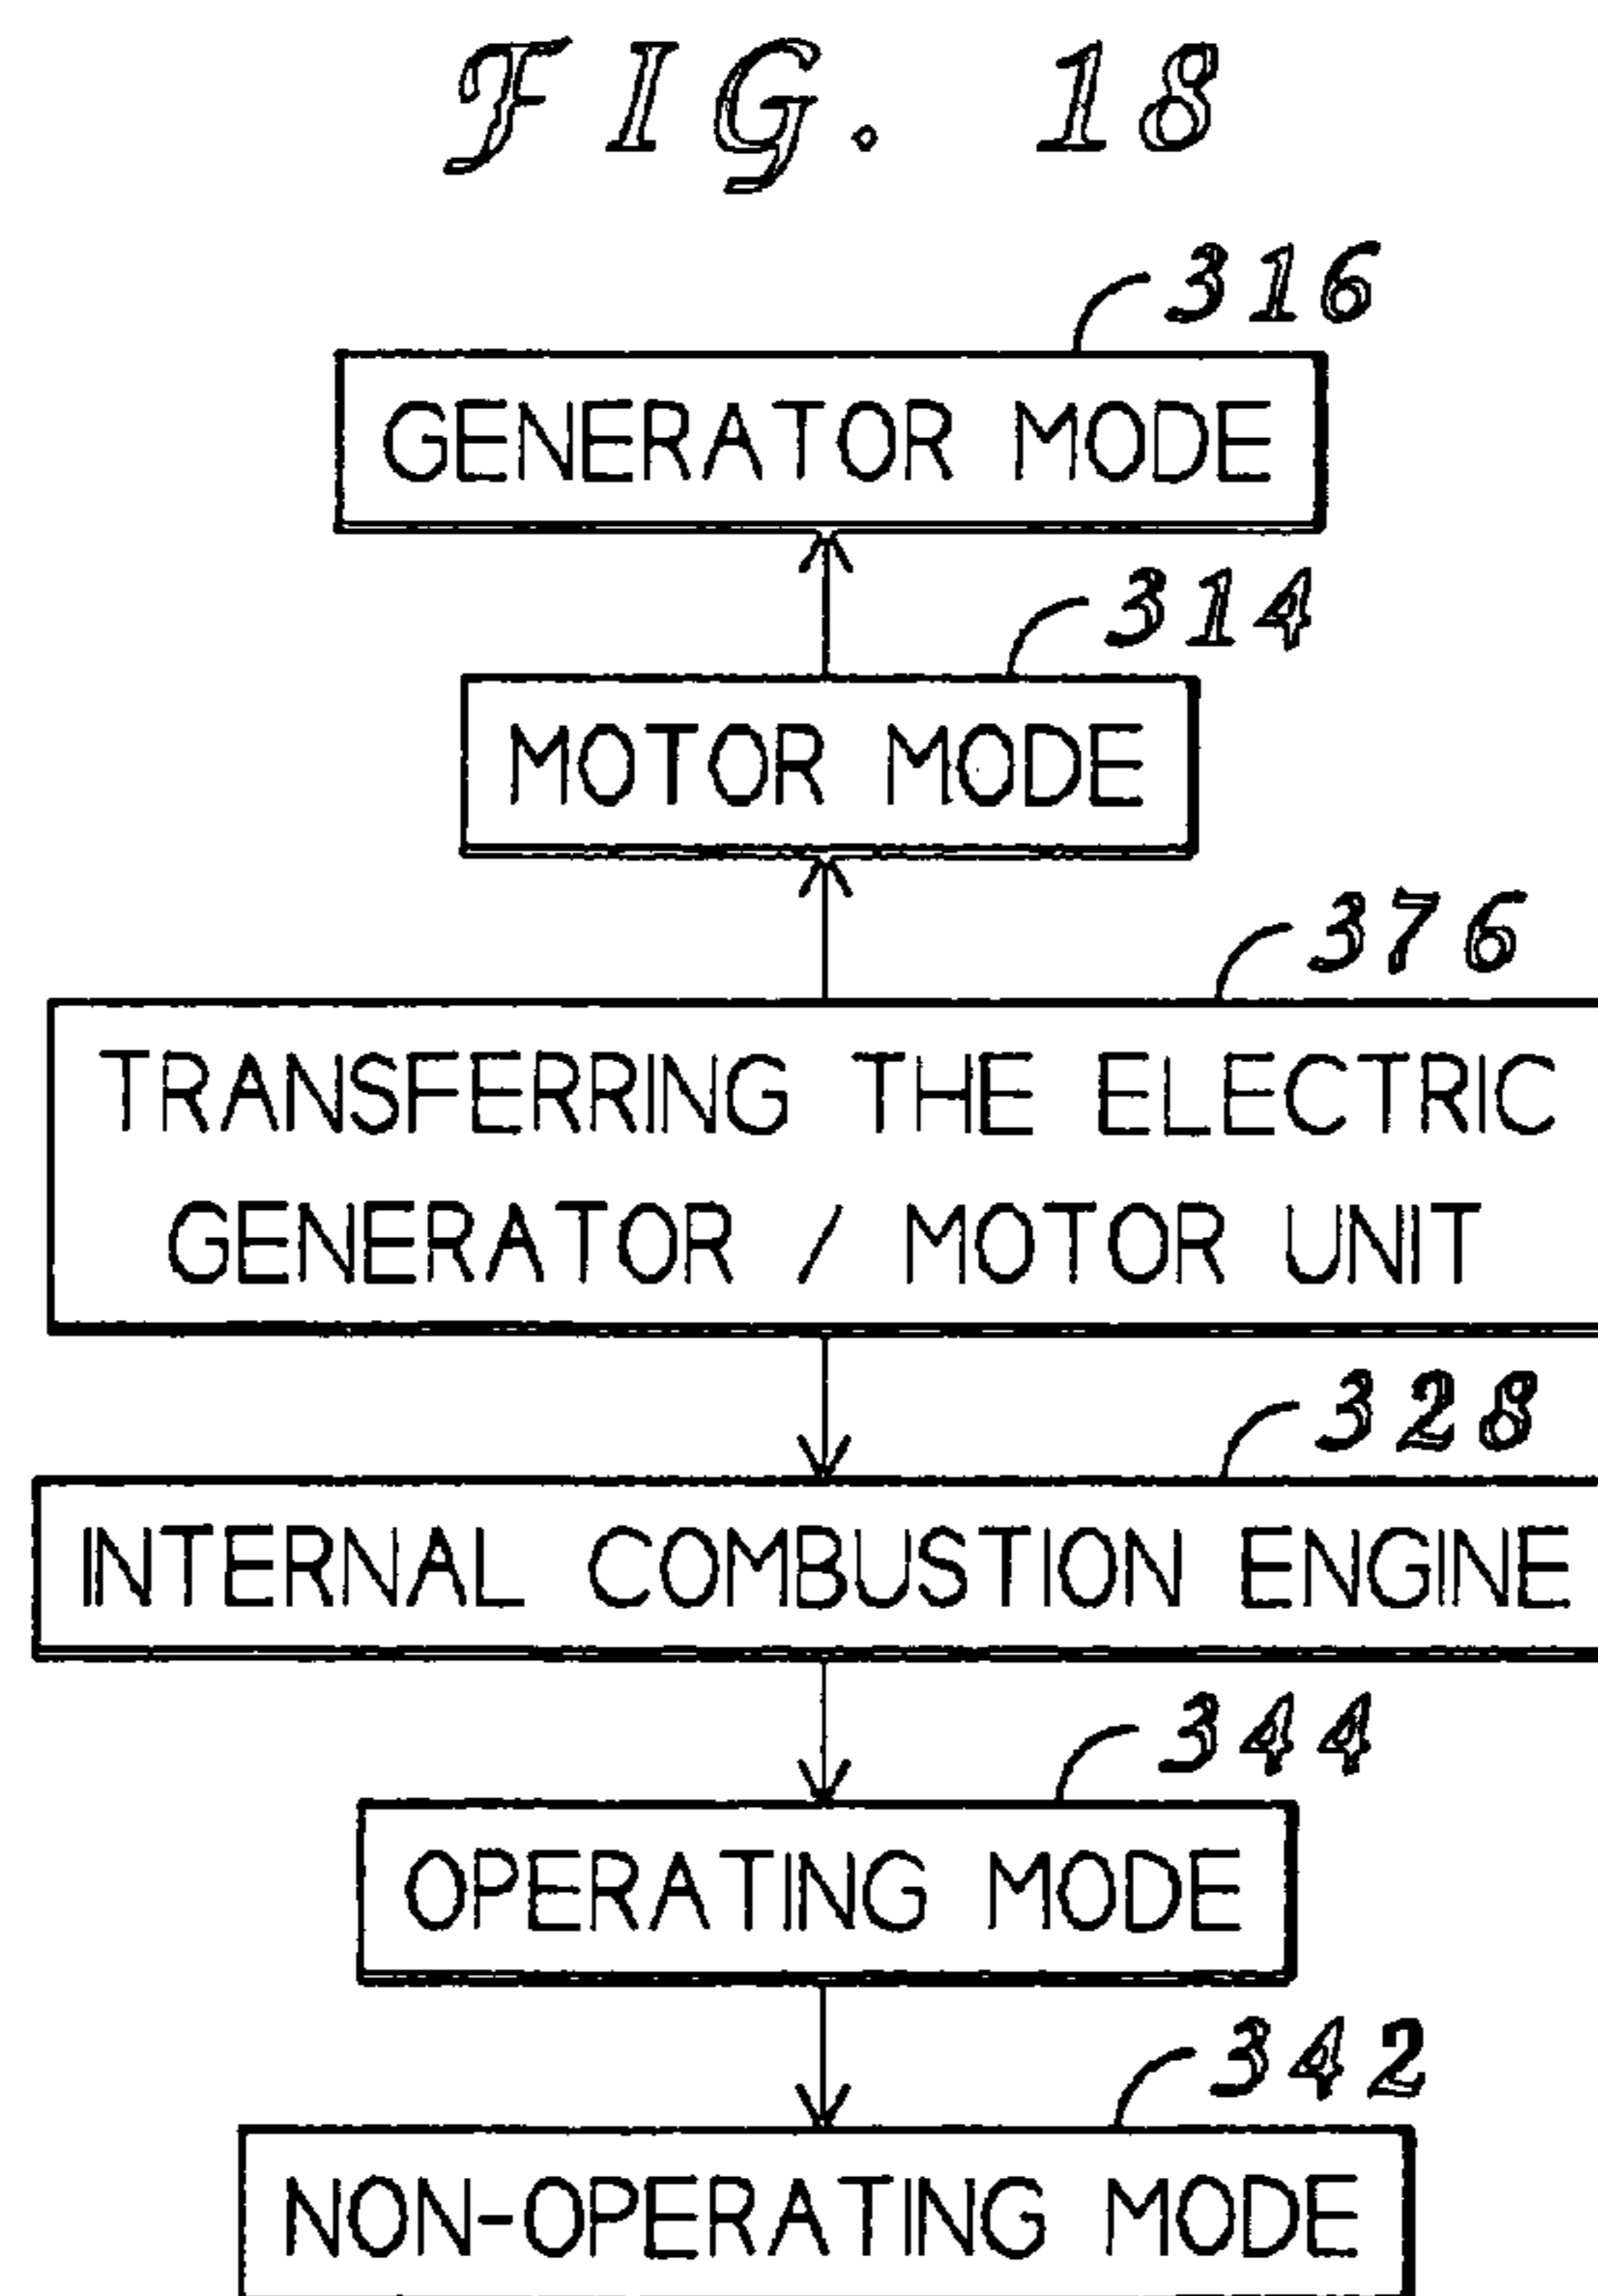 FIG. 18
316
GENERATOR MODE
314
MOTOR MODE
376
TRANSFERRING THE ELECTRIC
GENERATOR / MOTOR UNIT
328
INTERNAL COMBUSTION ENGINE
344
OPERATING MODE
342
NON-OPERATING MODE